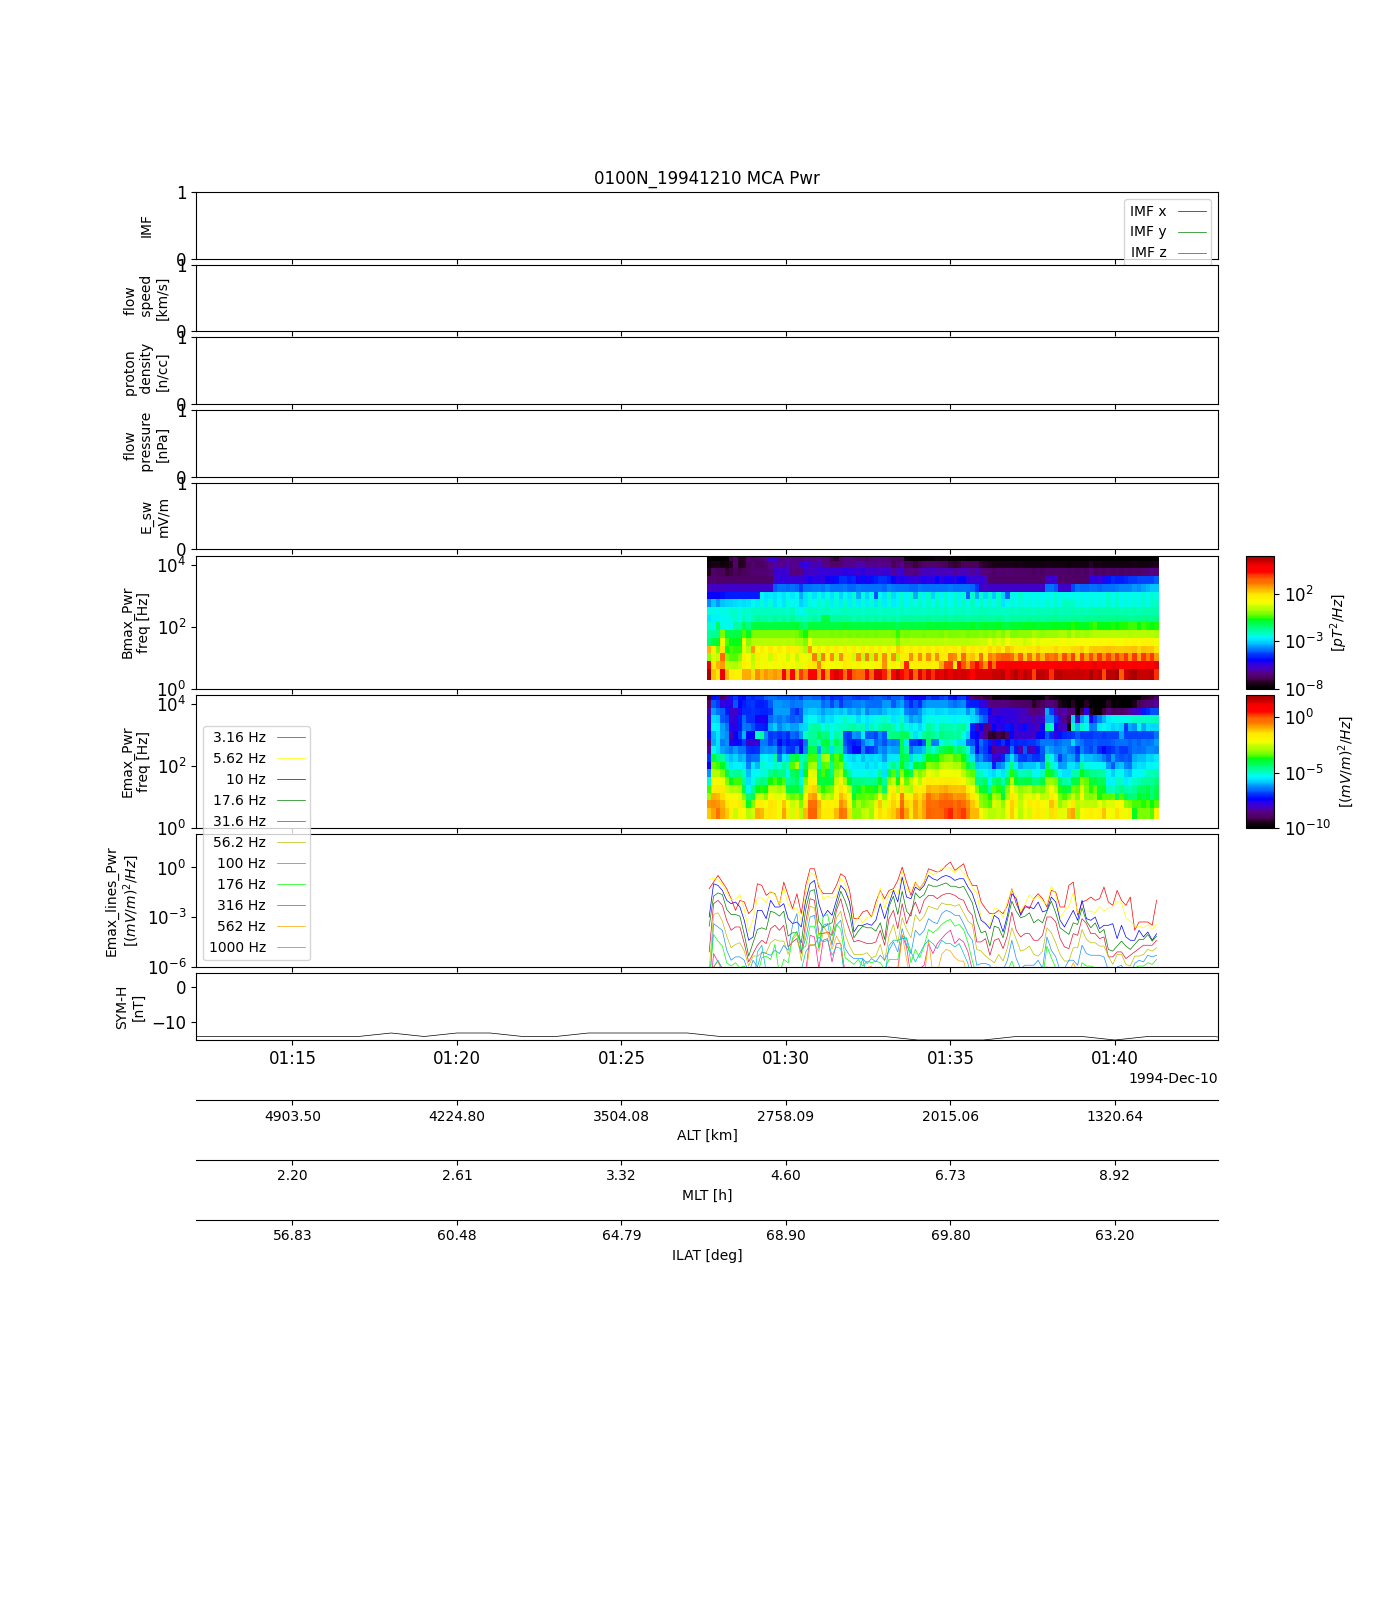 0100N_19941210 MCA Pwr
1
IMF
0
IMF x
IMF y
IMF z
1
flow
speed
[km/s]
0
1
proton
density
[n/cc]
0
1
flow
pressure
[nPa]
0
1
E_sw
mV/m
0
10^4
10^2
10^0
Bmax_Pwr
freq [Hz]
10^2
10^-3
10^-8
[pT^2/Hz]
10^4
10^2
10^0
Emax_Pwr
freq [Hz]
10^0
10^-5
10^-10
[(mV/m)^2/Hz]
3.16 Hz
5.62 Hz
10 Hz
17.6 Hz
31.6 Hz
56.2 Hz
100 Hz
176 Hz
316 Hz
562 Hz
1000 Hz
10^0
10^-3
10^-6
Emax_lines_Pwr
[(mV/m)^2/Hz]
0
−10
SYM-H
[nT]
01:15 01:20 01:25 01:30 01:35 01:40
1994-Dec-10
4903.50 4224.80 3504.08 2758.09 2015.06 1320.64
ALT [km]
2.20 2.61 3.32 4.60 6.73 8.92
MLT [h]
56.83 60.48 64.79 68.90 69.80 63.20
ILAT [deg]